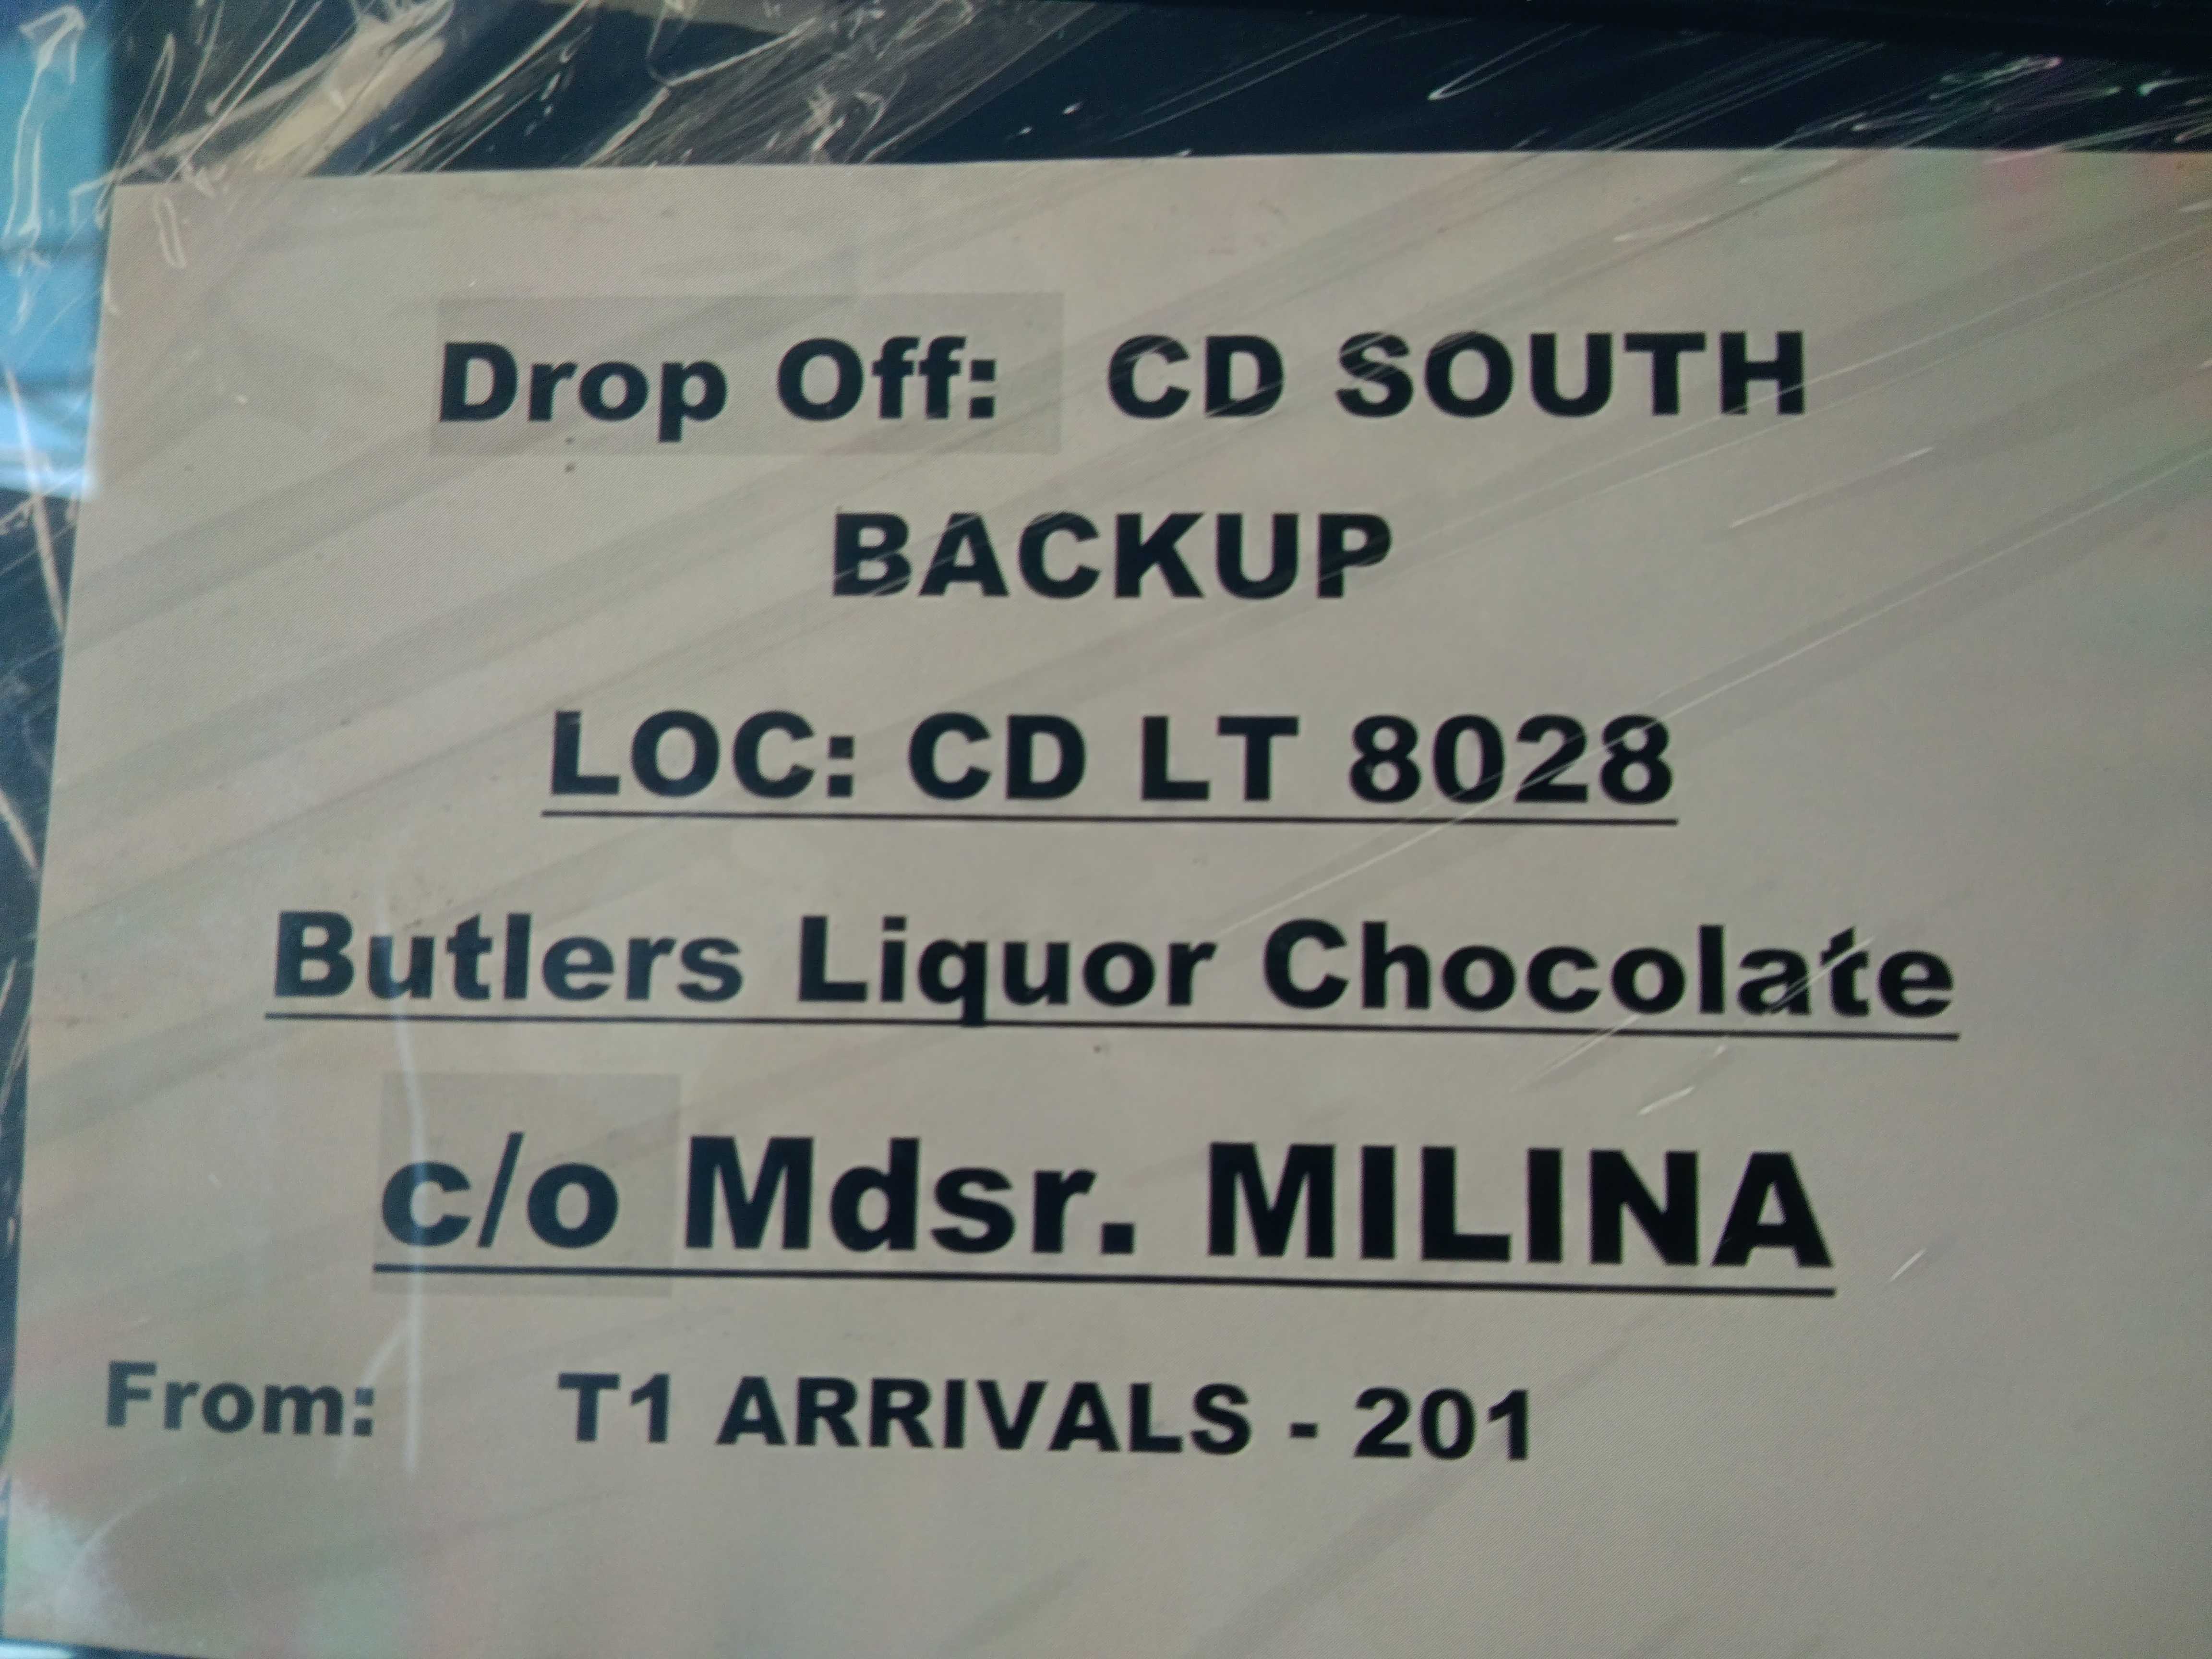 Drop Off: CD SOUTH
BACKUP
LOC: CD LT 8028
Butlers Liquor Chocolate
c/o Mdsr. MILINA
From: T1 ARRIVALS - 201